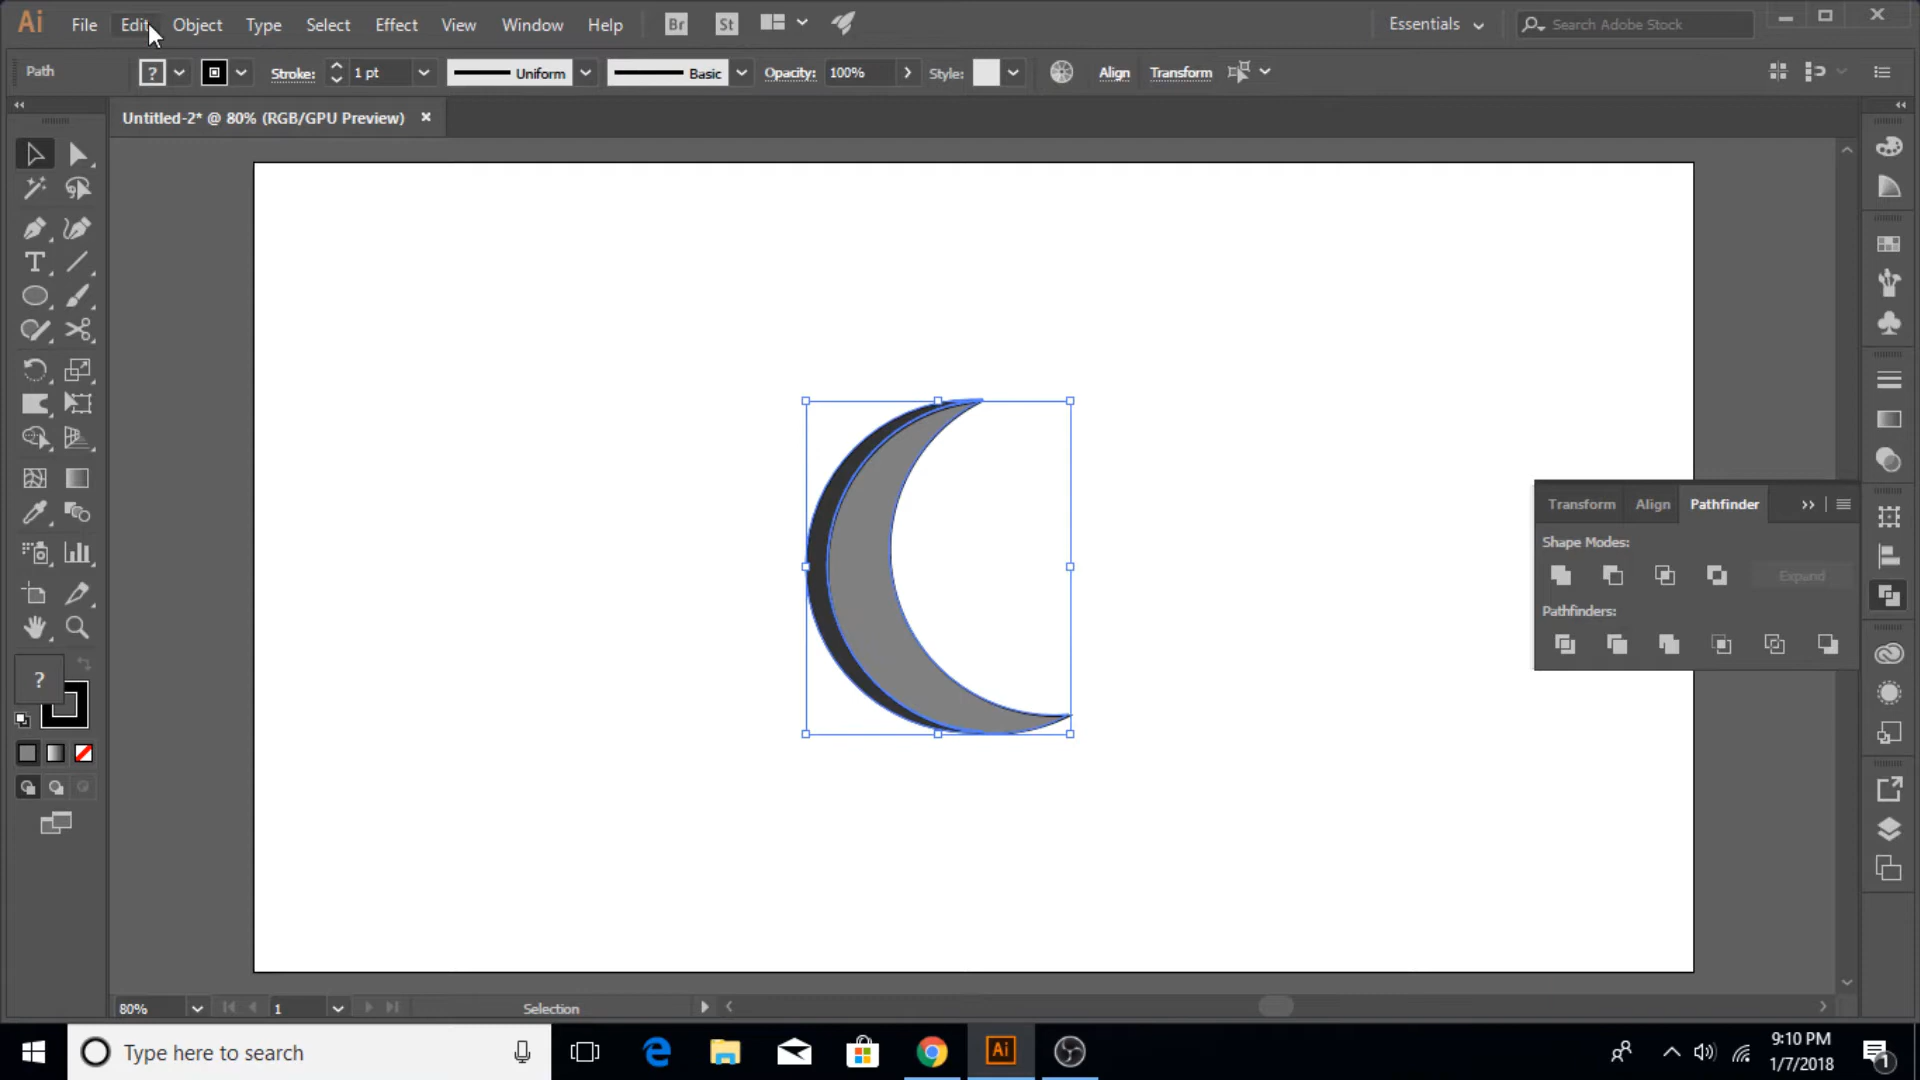 Ai File Edit Object Type Select Effect View Window Help Br St Essentials Search Adobe Stock
Path ? Stroke: 1 pt Uniform Basic Opacity: 100% Style: Align Transform
Untitled-2* @ 80% (RGB/GPU Preview)
Transform Align Pathfinder
Shape Modes:
Expand
Pathfinders:
?
80% 1 Selection
Type here to search
Ai
9:10 PM
1/7/2018
1